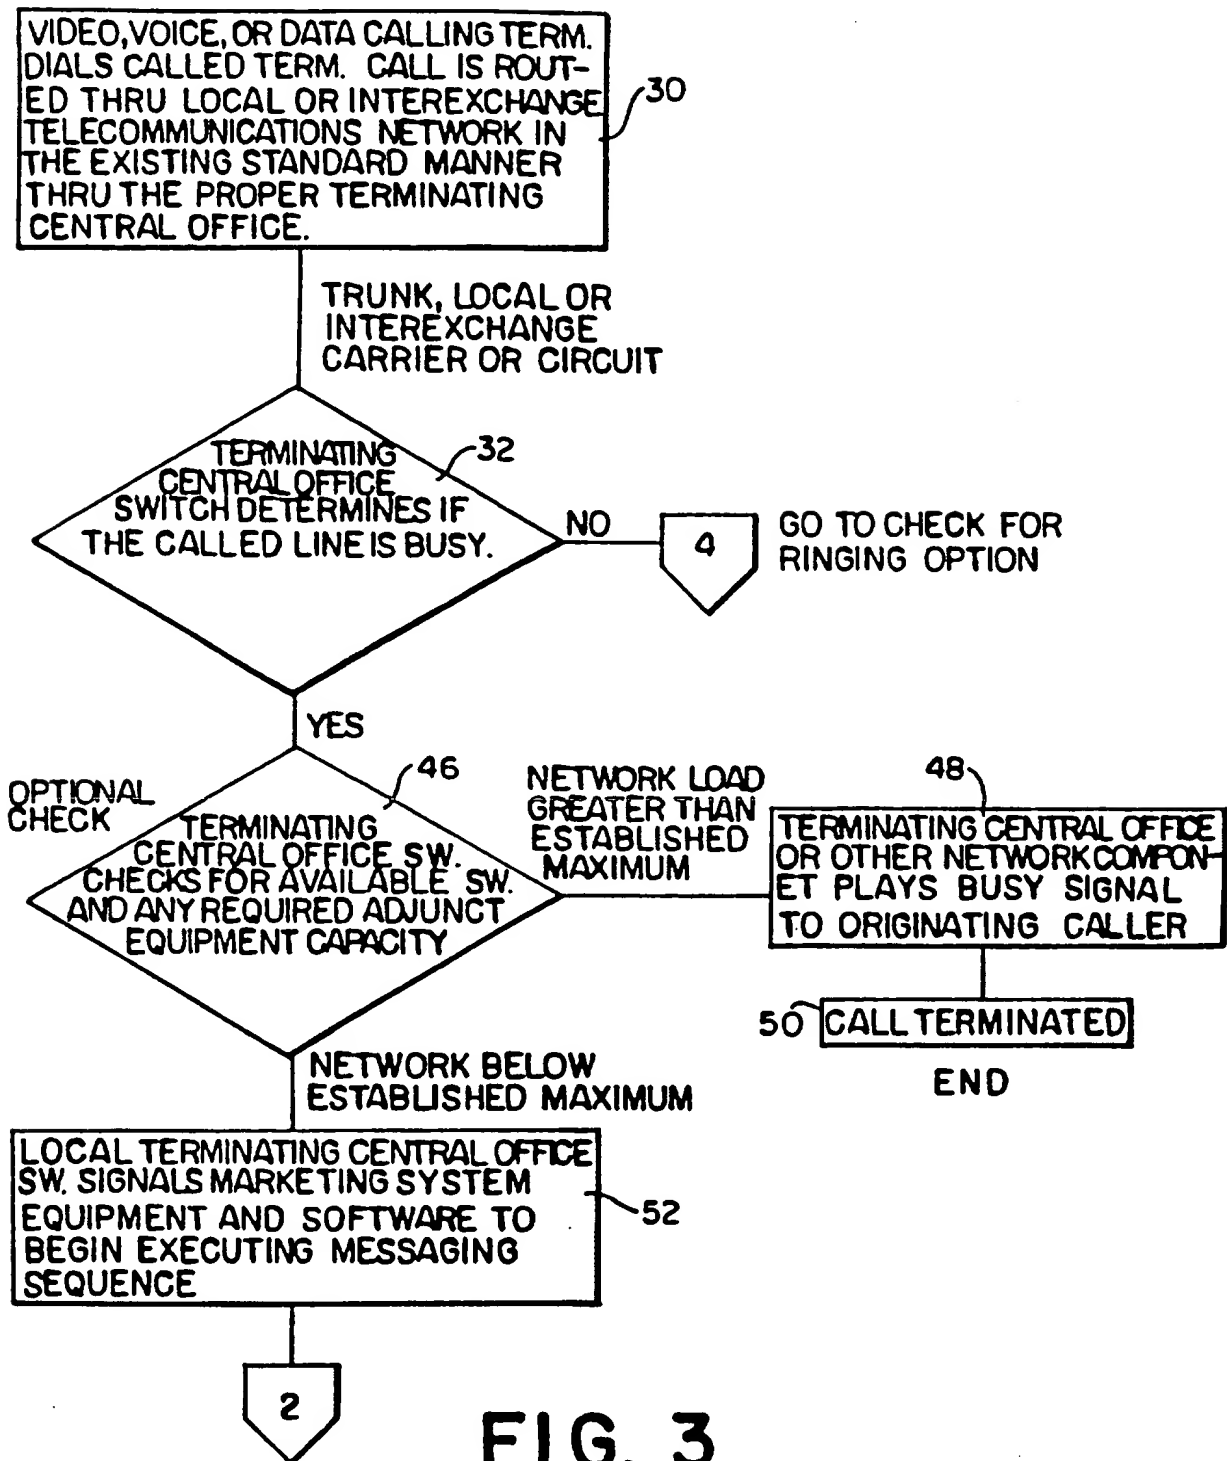 VIDEO, VOICE, OR DATA CALLING TERM.
DIALS CALLED TERM. CALL IS ROUT-
ED THRU LOCAL OR INTEREXCHANGE
TELECOMMUNICATIONS NETWORK IN
THE EXISTING STANDARD MANNER
THRU THE PROPER TERMINATING
CENTRAL OFFICE.
30
TRUNK, LOCAL OR
INTEREXCHANGE
CARRIER OR CIRCUIT
TERMINATING
CENTRAL OFFICE
SWITCH DETERMINES IF
THE CALLED LINE IS BUSY.
32
NO
4
GO TO CHECK FOR
RINGING OPTION
YES
OPTIONAL
CHECK
46
TERMINATING
CENTRAL OFFICE SW.
CHECKS FOR AVAILABLE SW.
AND ANY REQUIRED ADJUNCT
EQUIPMENT CAPACITY
NETWORK LOAD
GREATER THAN
ESTABLISHED
MAXIMUM
48
TERMINATING CENTRAL OFFICE
OR OTHER NETWORK COMPON-
ET PLAYS BUSY SIGNAL
TO ORIGINATING CALLER
50
CALL TERMINATED
END
NETWORK BELOW
ESTABLISHED MAXIMUM
LOCAL TERMINATING CENTRAL OFFICE
SW. SIGNALS MARKETING SYSTEM
EQUIPMENT AND SOFTWARE TO
BEGIN EXECUTING MESSAGING
SEQUENCE
52
2
FIG. 3